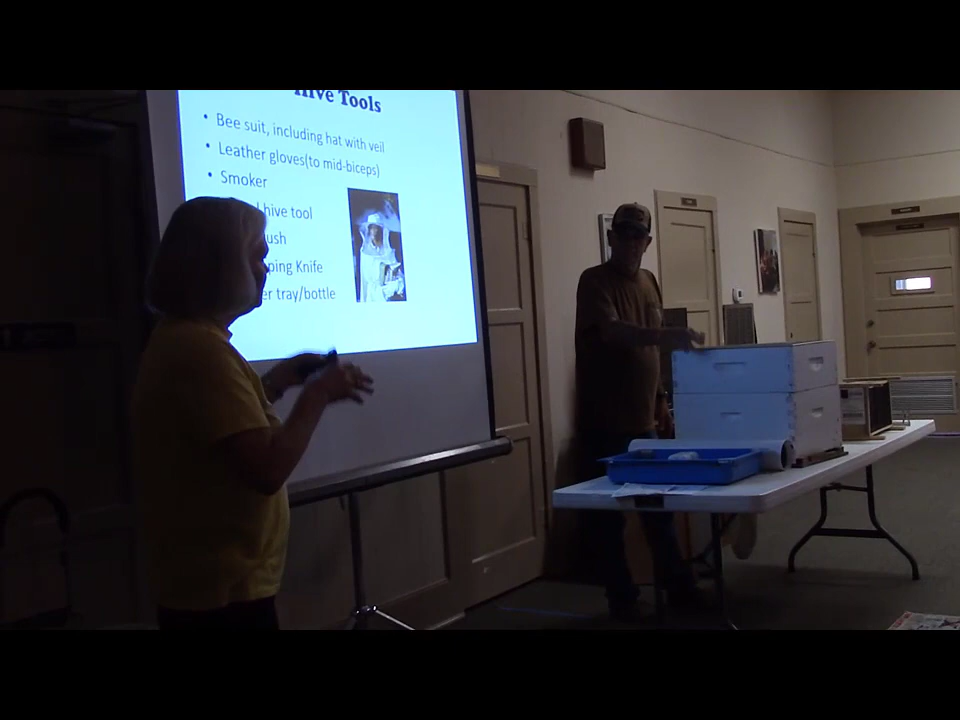 hive Tools
• Bee suit, including hat with veil
• Leather gloves(to mid-biceps)
• Smoker
hive tool
ush
ping Knife
er tray/bottle